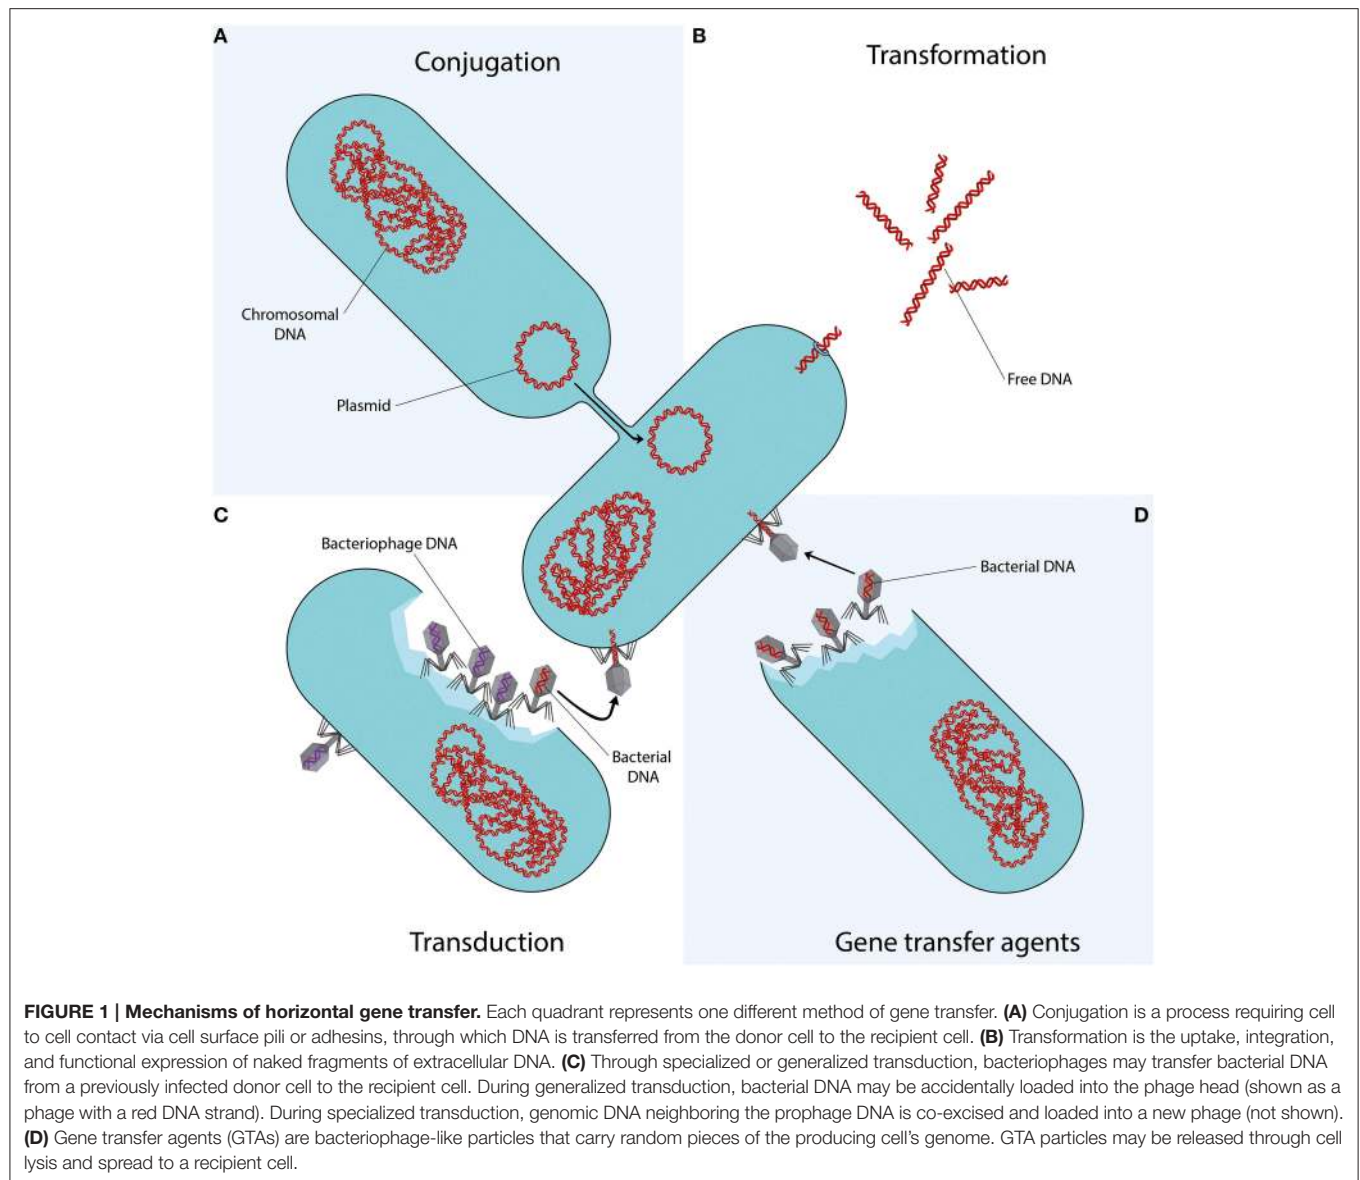 A
Conjugation
B
Transformation
Chromosomal
DNA
Plasmid
Free DNA
C
Bacteriophage DNA
D
Bacterial DNA
Bacterial
DNA
Transduction
Gene transfer agents
FIGURE 1 | Mechanisms of horizontal gene transfer. Each quadrant represents one different method of gene transfer. (A) Conjugation is a process requiring cell
to cell contact via cell surface pili or adhesins, through which DNA is transferred from the donor cell to the recipient cell. (B) Transformation is the uptake, integration,
and functional expression of naked fragments of extracellular DNA. (C) Through specialized or generalized transduction, bacteriophages may transfer bacterial DNA
from a previously infected donor cell to the recipient cell. During generalized transduction, bacterial DNA may be accidentally loaded into the phage head (shown as a
phage with a red DNA strand). During specialized transduction, genomic DNA neighboring the prophage DNA is co-excised and loaded into a new phage (not shown).
(D) Gene transfer agents (GTAs) are bacteriophage-like particles that carry random pieces of the producing cell's genome. GTA particles may be released through cell
lysis and spread to a recipient cell.